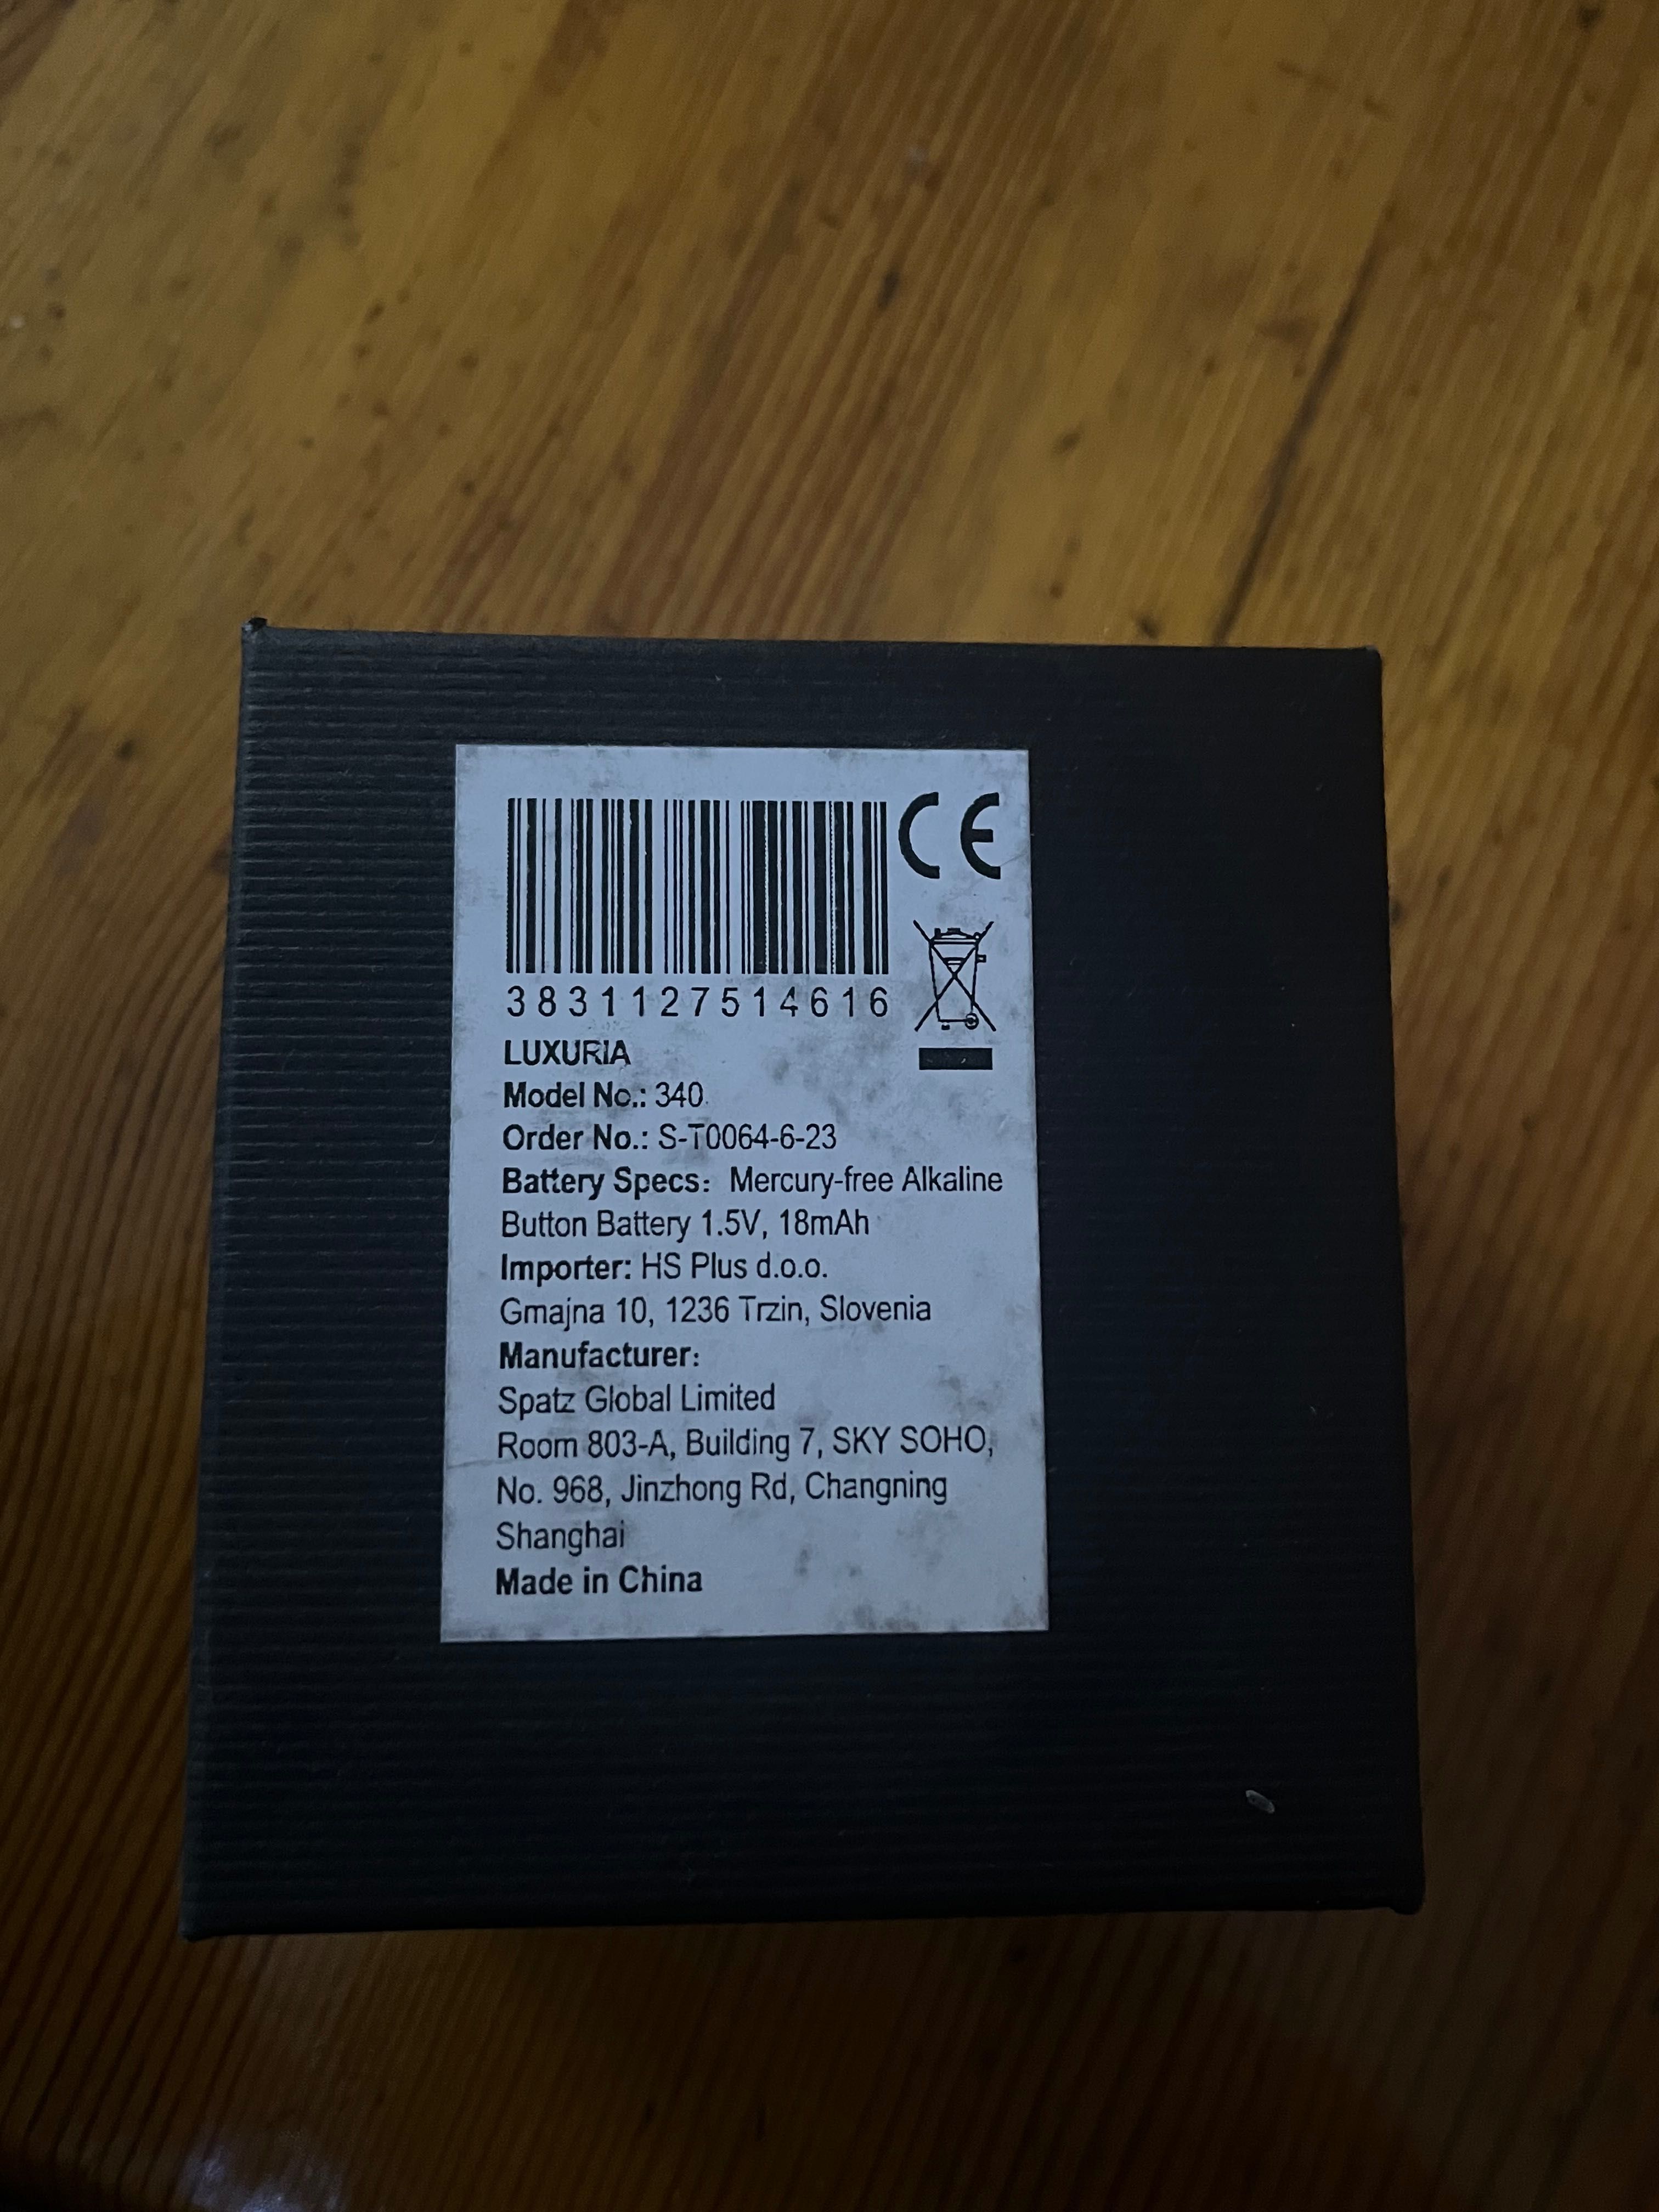 CE
3831127514616
LUXURIA
Model No.: 340
Order No.: S-T0064-6-23
Battery Specs: Mercury-free Alkaline
Button Battery 1.5V, 18mAh
Importer: HS Plus d.o.o.
Gmajna 10, 1236 Trzin, Slovenia
Manufacturer:
Spatz Global Limited
Room 803-A, Building 7, SKY SOHO,
No. 968, Jinzhong Rd, Changning
Shanghai
Made in China